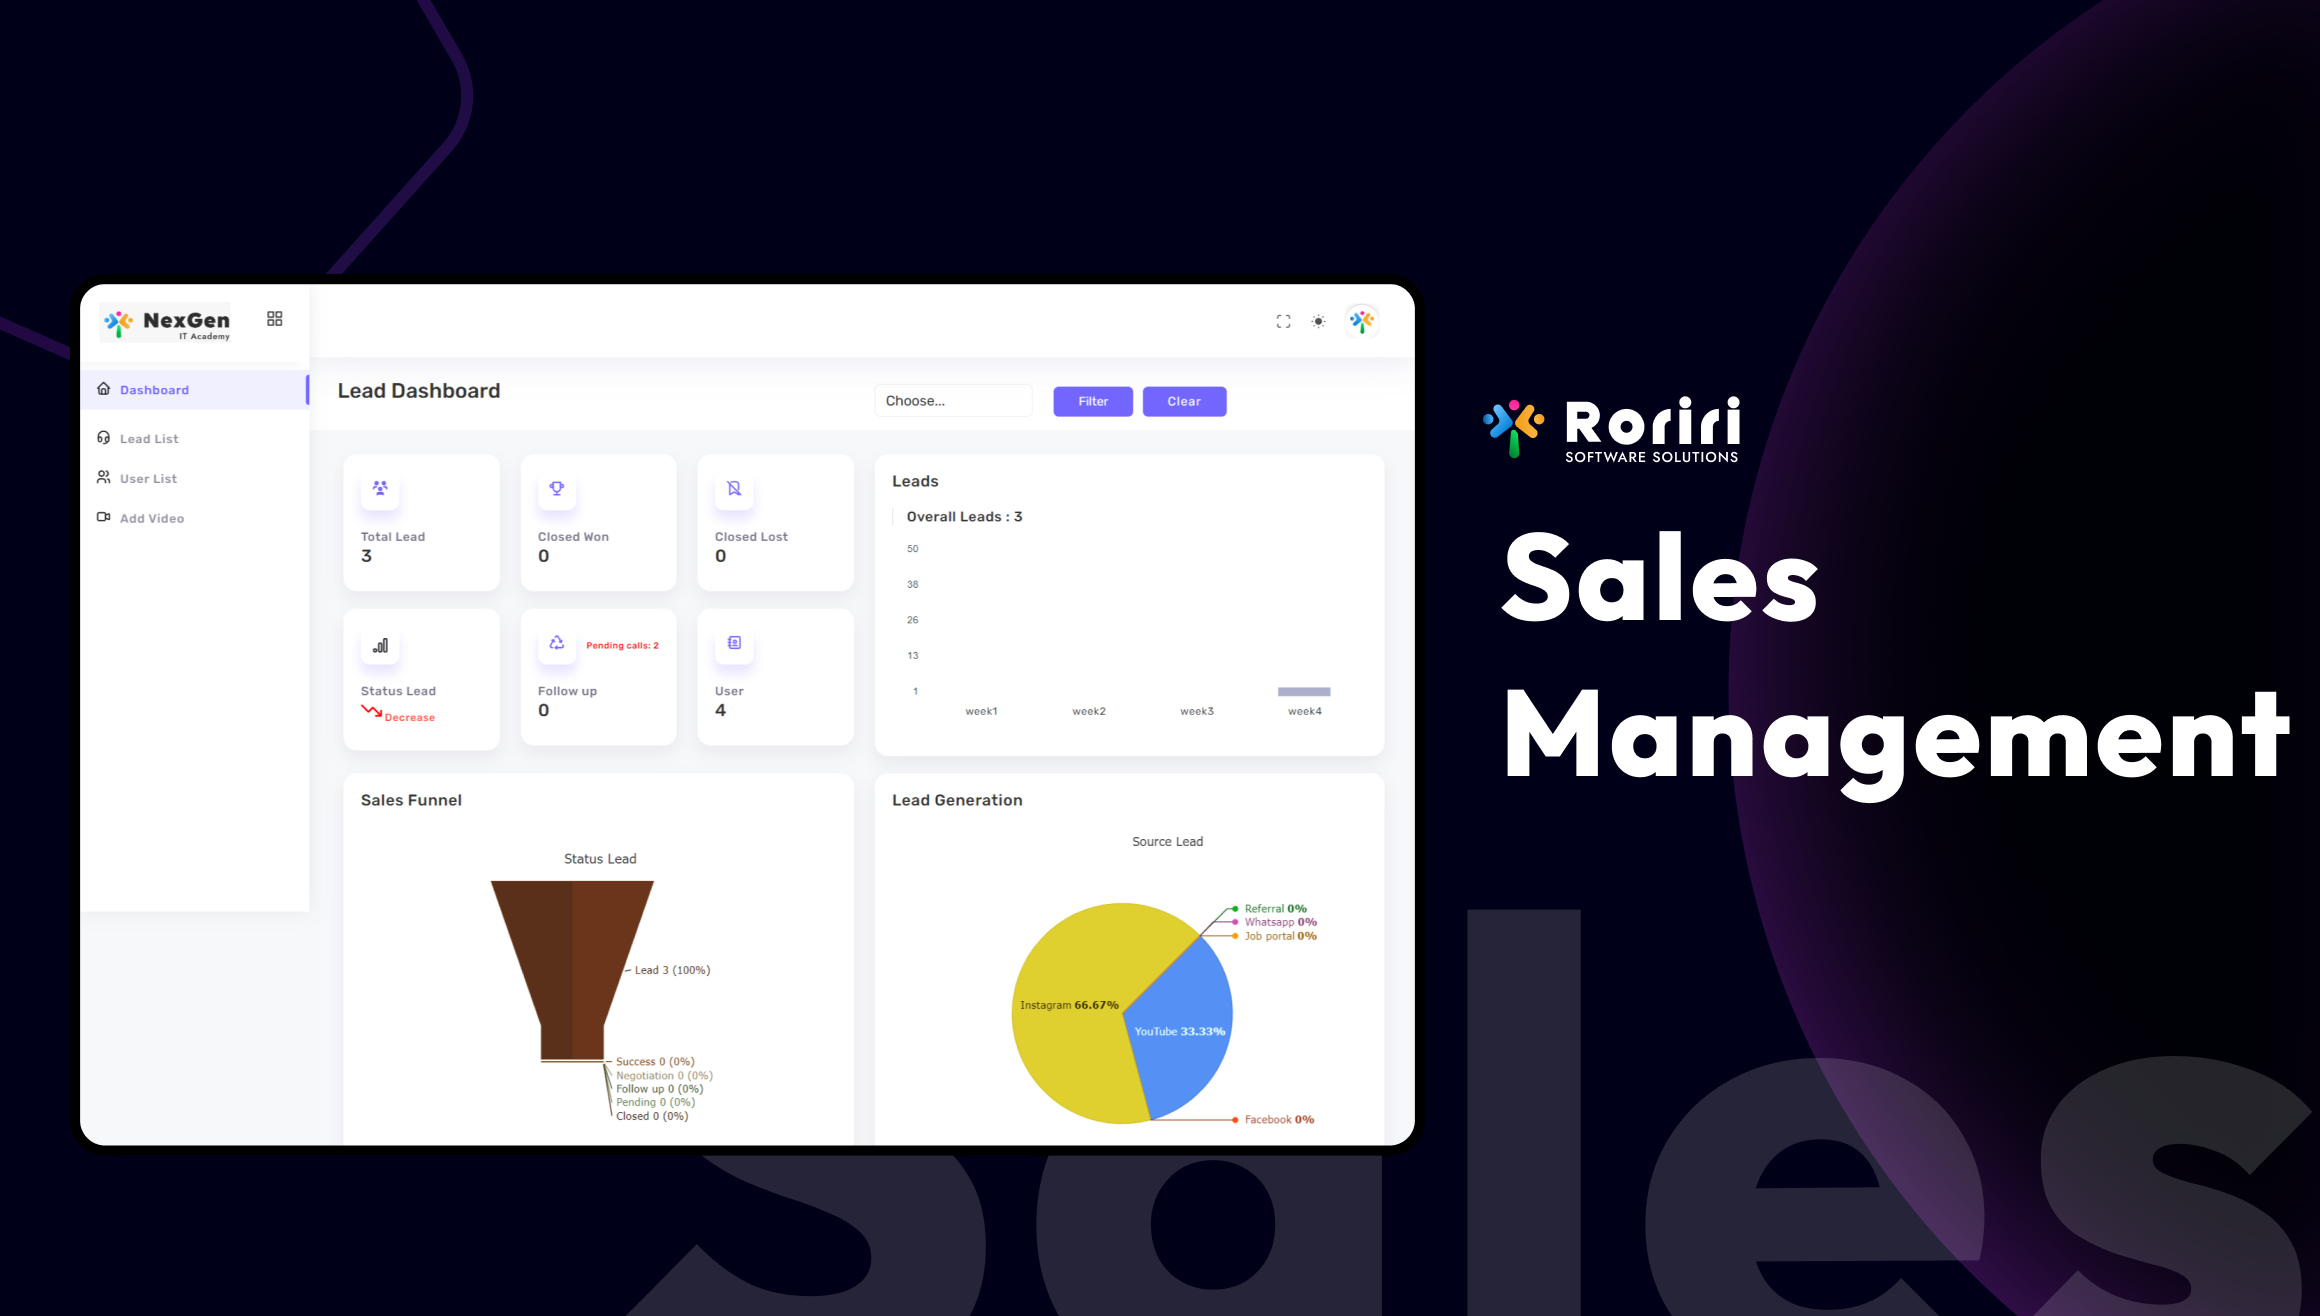 NexGen
IT Academy
Dashboard
Lead List
User List
Add Video
Lead Dashboard
Choose...
Filter
Clear
Total Lead
3
Closed Won
0
Closed Lost
0
Status Lead
Decrease
Pending calls: 2
Follow up
0
User
4
Leads
Overall Leads : 3
50
38
26
13
1
week1 week2 week3 week4
Sales Funnel
Status Lead
Lead 3 (100%)
Success 0 (0%)
Negotiation 0 (0%)
Follow up 0 (0%)
Pending 0 (0%)
Closed 0 (0%)
Lead Generation
Source Lead
Referral 0%
Whatsapp 0%
Job portal 0%
Instagram 66.67%
YouTube 33.33%
Facebook 0%
Roriri
SOFTWARE SOLUTIONS
Sales
Management
Sales